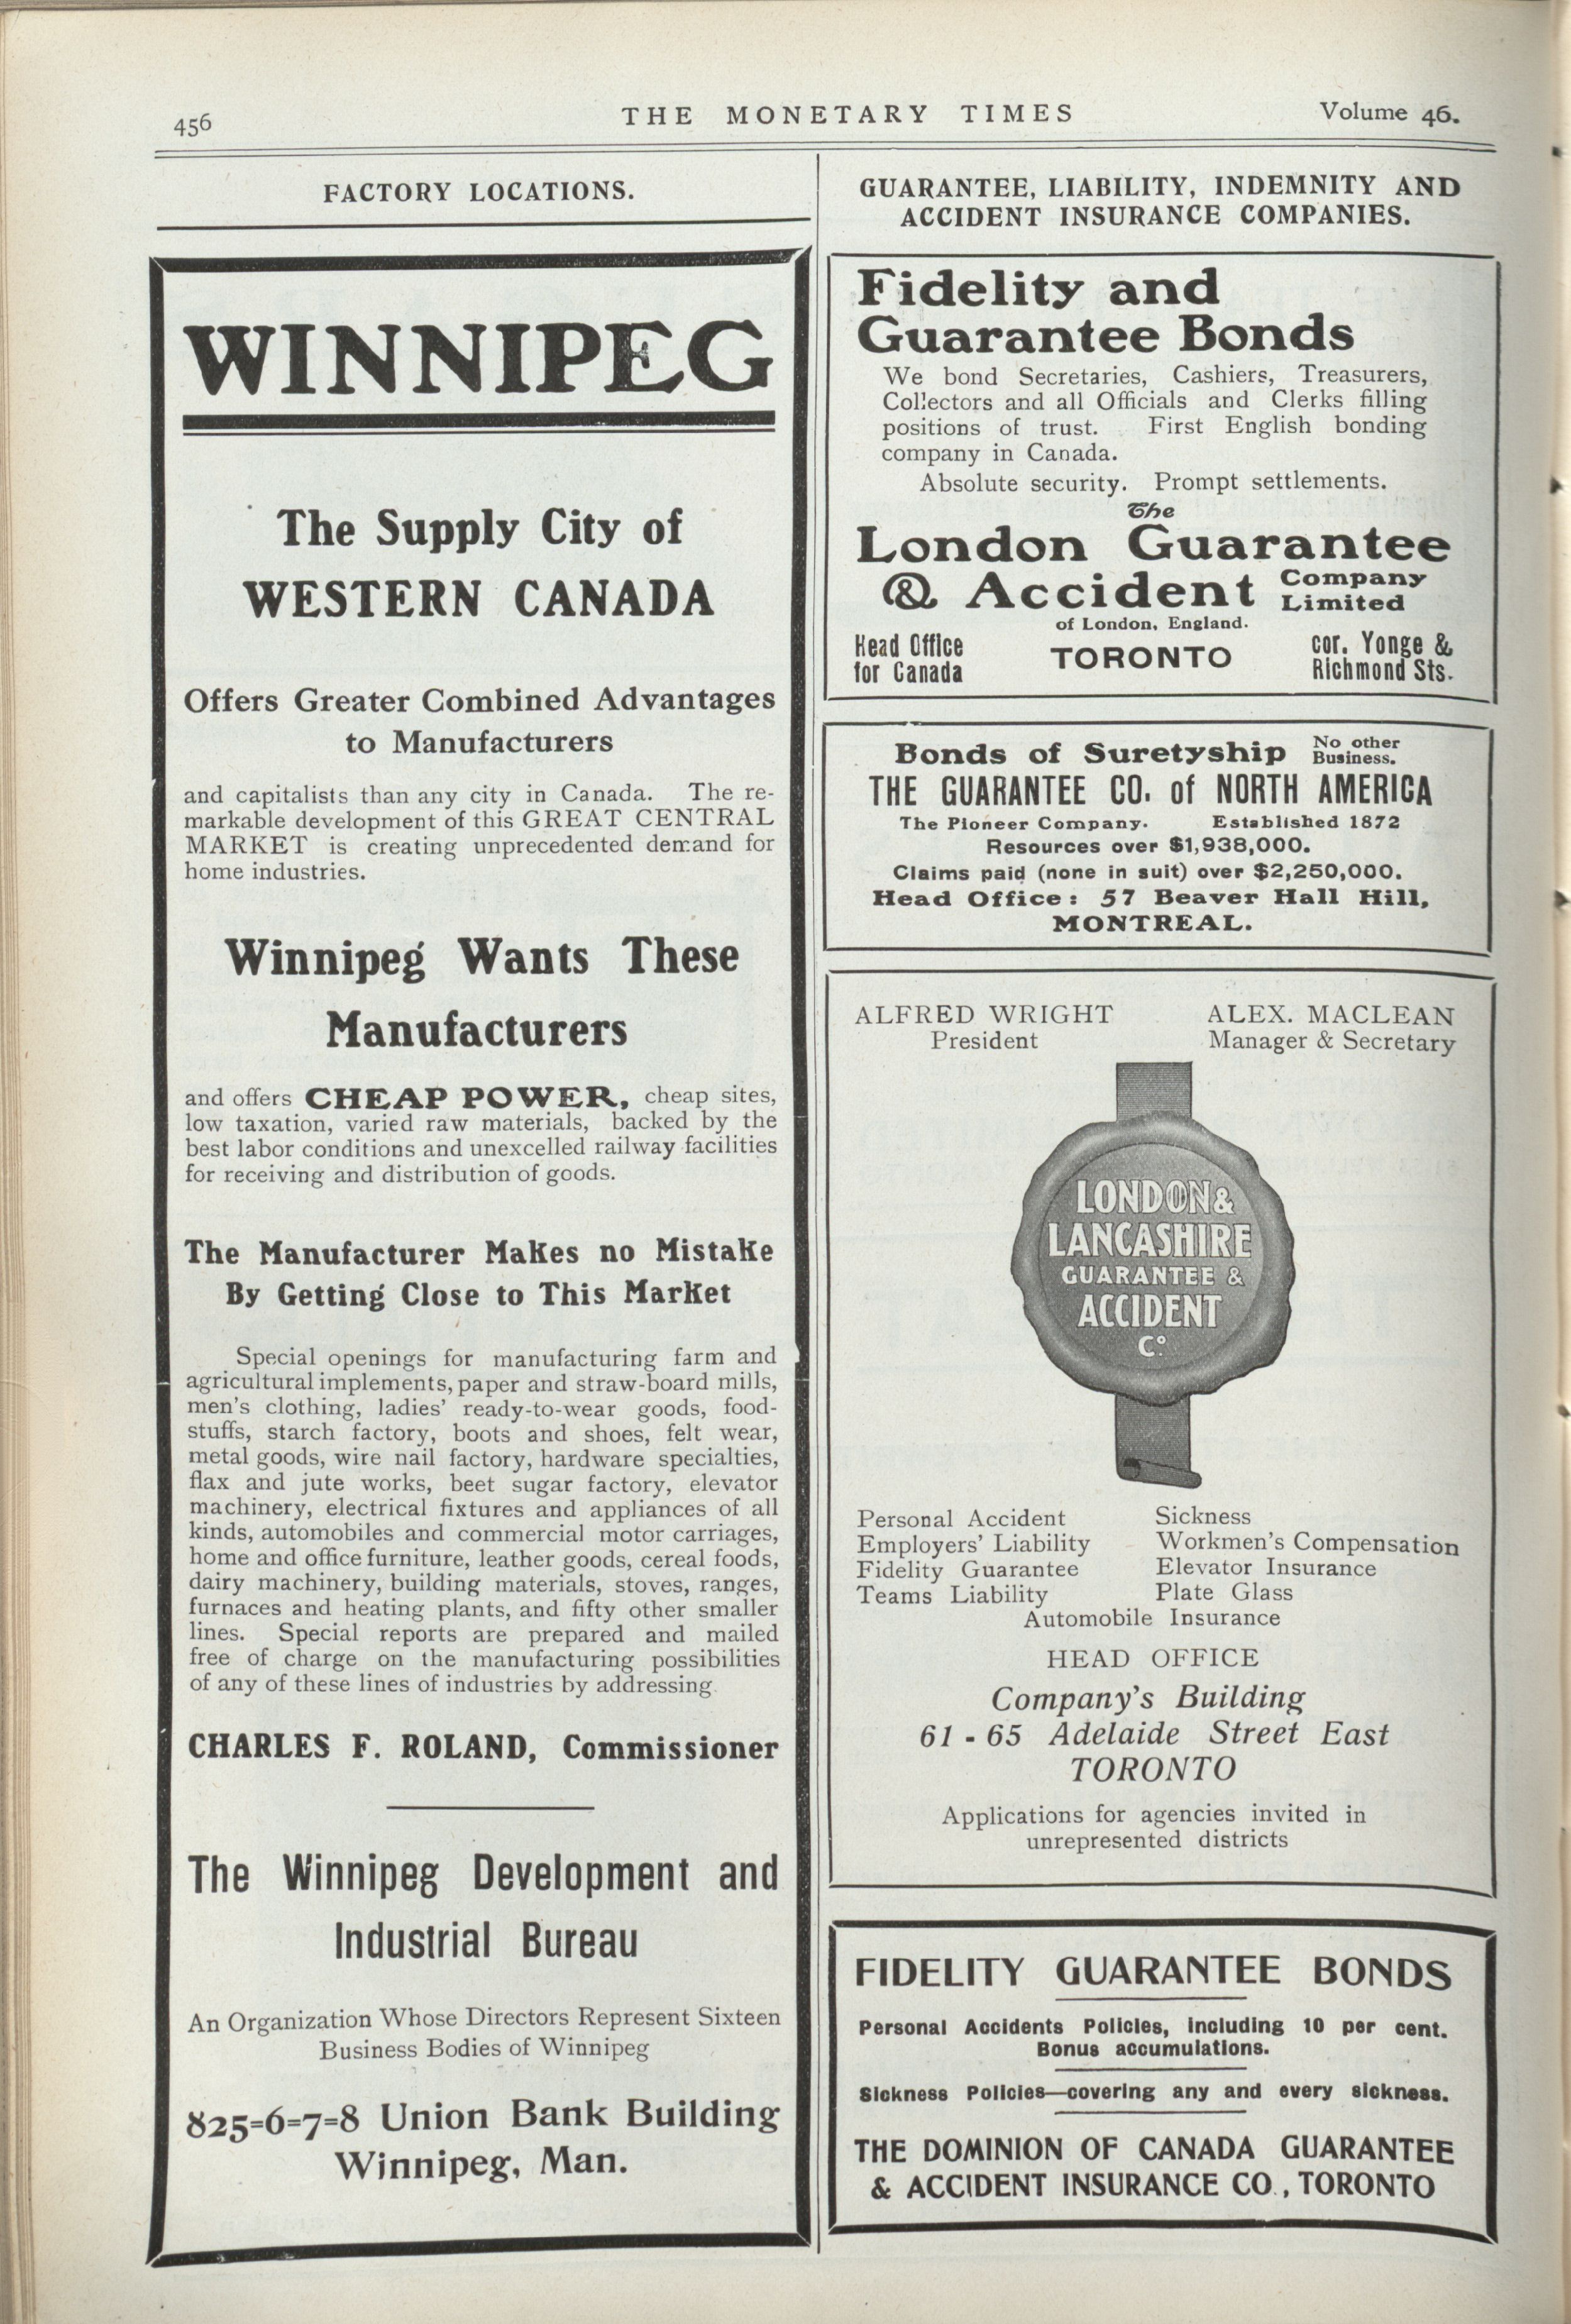 456
THE MONETARY TIMES
Volume 46.
FACTORY LOCATIONS.
WINNIPEG
The Supply City of
WESTERN CANADA
Offers Greater Combined Advantages
to Manufacturers
and capitalists than any city in Canada. The re-
markable development of this GREAT CENTRAL
MARKET is creating unprecedented demand for
home industries.
Winnipeg Wants These
Manufacturers
and offers CHEAP POWER, cheap sites,
low taxation, varied raw materials, backed by the
best labor conditions and unexcelled railway facilities
for receiving and distribution of goods.
The Manufacturer Makes no Mistake
By Getting Close to This Market
Special openings for manufacturing farm and
agricultural implements, paper and straw-board mills,
men's clothing, ladies' ready-to-wear goods, food-
stuffs, starch factory, boots and shoes, felt wear,
metal goods, wire nail factory, hardware specialties,
flax and jute works, beet sugar factory, elevator
machinery, electrical fixtures and appliances of all
kinds, automobiles and commercial motor carriages,
home and office furniture, leather goods, cereal foods,
dairy machinery, building materials, stoves, ranges,
furnaces and heating plants, and fifty other smaller
lines. Special reports are prepared and mailed
free of charge on the manufacturing possibilities
of any of these lines of industries by addressing
CHARLES F. ROLAND, Commissioner
The Winnipeg Development and
Industrial Bureau
An Organization Whose Directors Represent Sixteen
Business Bodies of Winnipeg
825=6=7=8 Union Bank Building
Winnipeg, Man.
GUARANTEE, LIABILITY, INDEMNITY AND
ACCIDENT INSURANCE COMPANIES.
Fidelity and
Guarantee Bonds
We bond Secretaries, Cashiers, Treasurers,
Collectors and all Officials and Clerks filling
positions of trust. First English bonding
company in Canada.
Absolute security. Prompt settlements.
The
London Guarantee
& Accident Company Limited
of London, England.
Head Office for Canada
TORONTO
cor. Yonge & Richmond Sts.
Bonds of Suretyship No other Business.
THE GUARANTEE CO. of NORTH AMERICA
The Pioneer Company. Established 1872
Resources over $1,938,000.
Claims paid (none in suit) over $2,250,000.
Head Office: 57 Beaver Hall Hill,
MONTREAL.
ALFRED WRIGHT
President
ALEX. MACLEAN
Manager & Secretary
LONDON &
LANCASHIRE
GUARANTEE &
ACCIDENT
Co.
Personal Accident Sickness
Employers' Liability Workmen's Compensation
Fidelity Guarantee Elevator Insurance
Teams Liability Plate Glass
Automobile Insurance
HEAD OFFICE
Company's Building
61 - 65 Adelaide Street East
TORONTO
Applications for agencies invited in
unrepresented districts
FIDELITY GUARANTEE BONDS
Personal Accidents Policies, including 10 per cent.
Bonus accumulations.
Sickness Policies—covering any and every sickness.
THE DOMINION OF CANADA GUARANTEE
& ACCIDENT INSURANCE CO., TORONTO